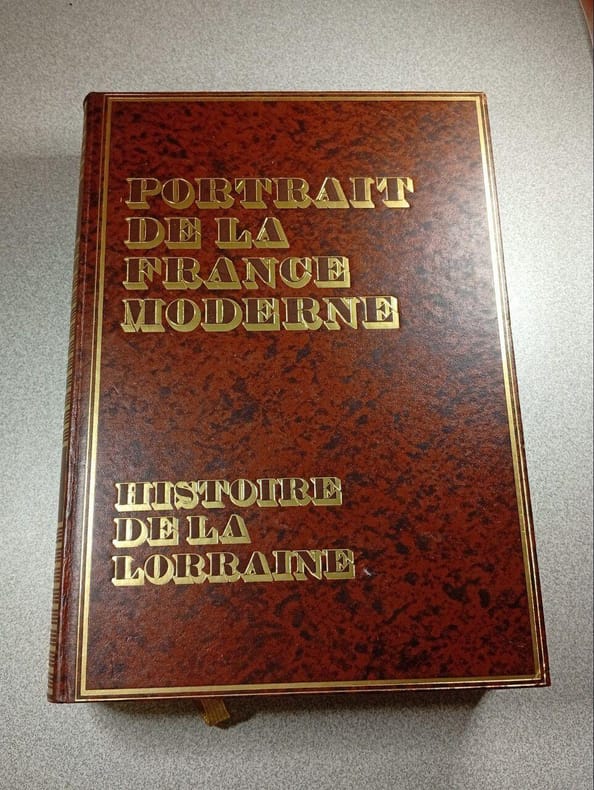 PORTRAIT
DE LA
FRANCE
MODERNE
HISTOIRE
DE LA
LORRAINE